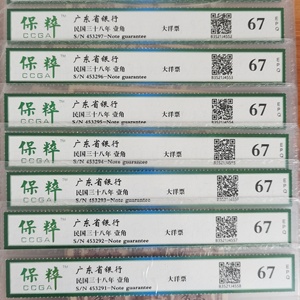 保粹 CCGA
广东省银行
民国三十八年 壹角 大洋票
S/N 453297-Note guarantee
67 EPQ
保粹 CCGA
广东省银行
民国三十八年 壹角 大洋票
S/N 453296-Note guarantee
67 EPQ
保粹 CCGA
广东省银行
民国三十八年 壹角 大洋票
S/N 453295-Note guarantee
67 EPQ
保粹 CCGA
广东省银行
民国三十八年 壹角 大洋票
S/N 453294-Note guarantee
67 EPQ
保粹 CCGA
广东省银行
民国三十八年 壹角 大洋票
S/N 453293-Note guarantee
67 EPQ
保粹 CCGA
广东省银行
民国三十八年 壹角 大洋票
S/N 453292-Note guarantee
67 EPQ
保粹 CCGA
广东省银行
民国三十八年 壹角 大洋票
S/N 453291-Note guarantee
67 EPQ